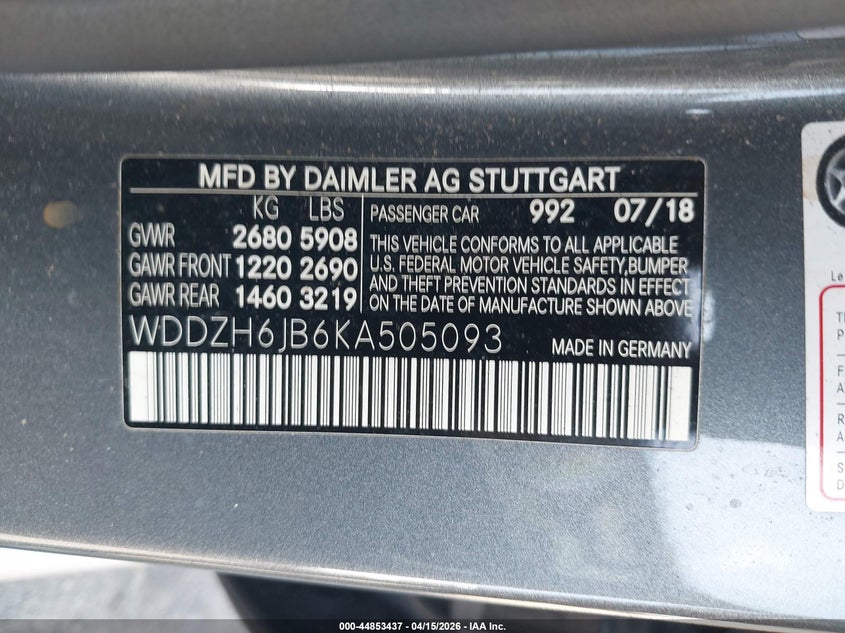 MFD BY DAIMLER AG STUTTGART
KG LBS
GVWR 2680 5908
GAWR FRONT 1220 2690
GAWR REAR 1460 3219
PASSENGER CAR 992 07/18
THIS VEHICLE CONFORMS TO ALL APPLICABLE
U.S. FEDERAL MOTOR VEHICLE SAFETY,BUMPER
AND THEFT PREVENTION STANDARDS IN EFFECT
ON THE DATE OF MANUFACTURE SHOWN ABOVE
WDDZH6JB6KA505093
MADE IN GERMANY
Le
P
F
A
R
A
S
D
000-44853437 - 04/15/2026 - IAA Inc.